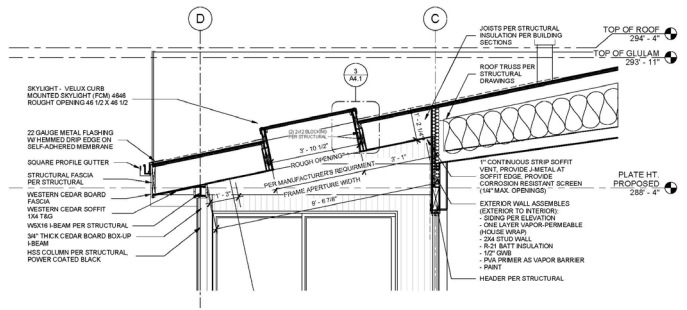 D
C
JOISTS PER STRUCTURAL
INSULATION PER BUILDING
SECTIONS
TOP OF ROOF
294' - 4"
TOP OF GLULAM
293' - 11"
3
A4.1
ROOF TRUSS PER
STRUCTURAL
DRAWINGS
SKYLIGHT - VELUX CURB
MOUNTED SKYLIGHT (FCM) 4646
ROUGHT OPENING 46 1/2 X 46 1/2
(2) 2x12 BLOCKING
PER STRUCTURAL
22 GAUGE METAL FLASHING
W/ HEMMED DRIP EDGE ON
SELF-ADHERED MEMBRANE
SQUARE PROFILE GUTTER
STRUCTURAL FASCIA
PER STRUCTURAL
WESTERN CEDAR BOARD
FASCIA
WESTERN CEDAR SOFFIT
1X4 T&G
W5X16 I-BEAM PER STRUCTURAL
3/4" THICK CEDAR BOARD BOX-UP
I-BEAM
HSS COLUMN PER STRUCTURAL,
POWER COATED BLACK
3' - 10 1/2"
ROUGH OPENING
PER MANUFACTURER'S REQUIRMENT
FRAME APERTURE WIDTH
1' - 3"
3' - 1"
9' - 6 7/8"
1" CONTINUOUS STRIP SOFFIT
VENT, PROVIDE J-METAL AT
SOFFIT EDGE, PROVIDE
CORROSION RESISTANT SCREEN
(1/4" MAX. OPENINGS)
PLATE HT.
PROPOSED
288' - 4"
EXTERIOR WALL ASSEMBLES
(EXTERIOR TO INTERIOR):
- SIDING PER ELEVATION
- ONE LAYER VAPOR-PERMEABLE
(HOUSE WRAP)
- 2X4 STUD WALL
- R-21 BATT INSULATION
- 1/2" GWB
- PVA PRIMER AS VAPOR BARRIER
- PAINT
HEADER PER STRUCTURAL